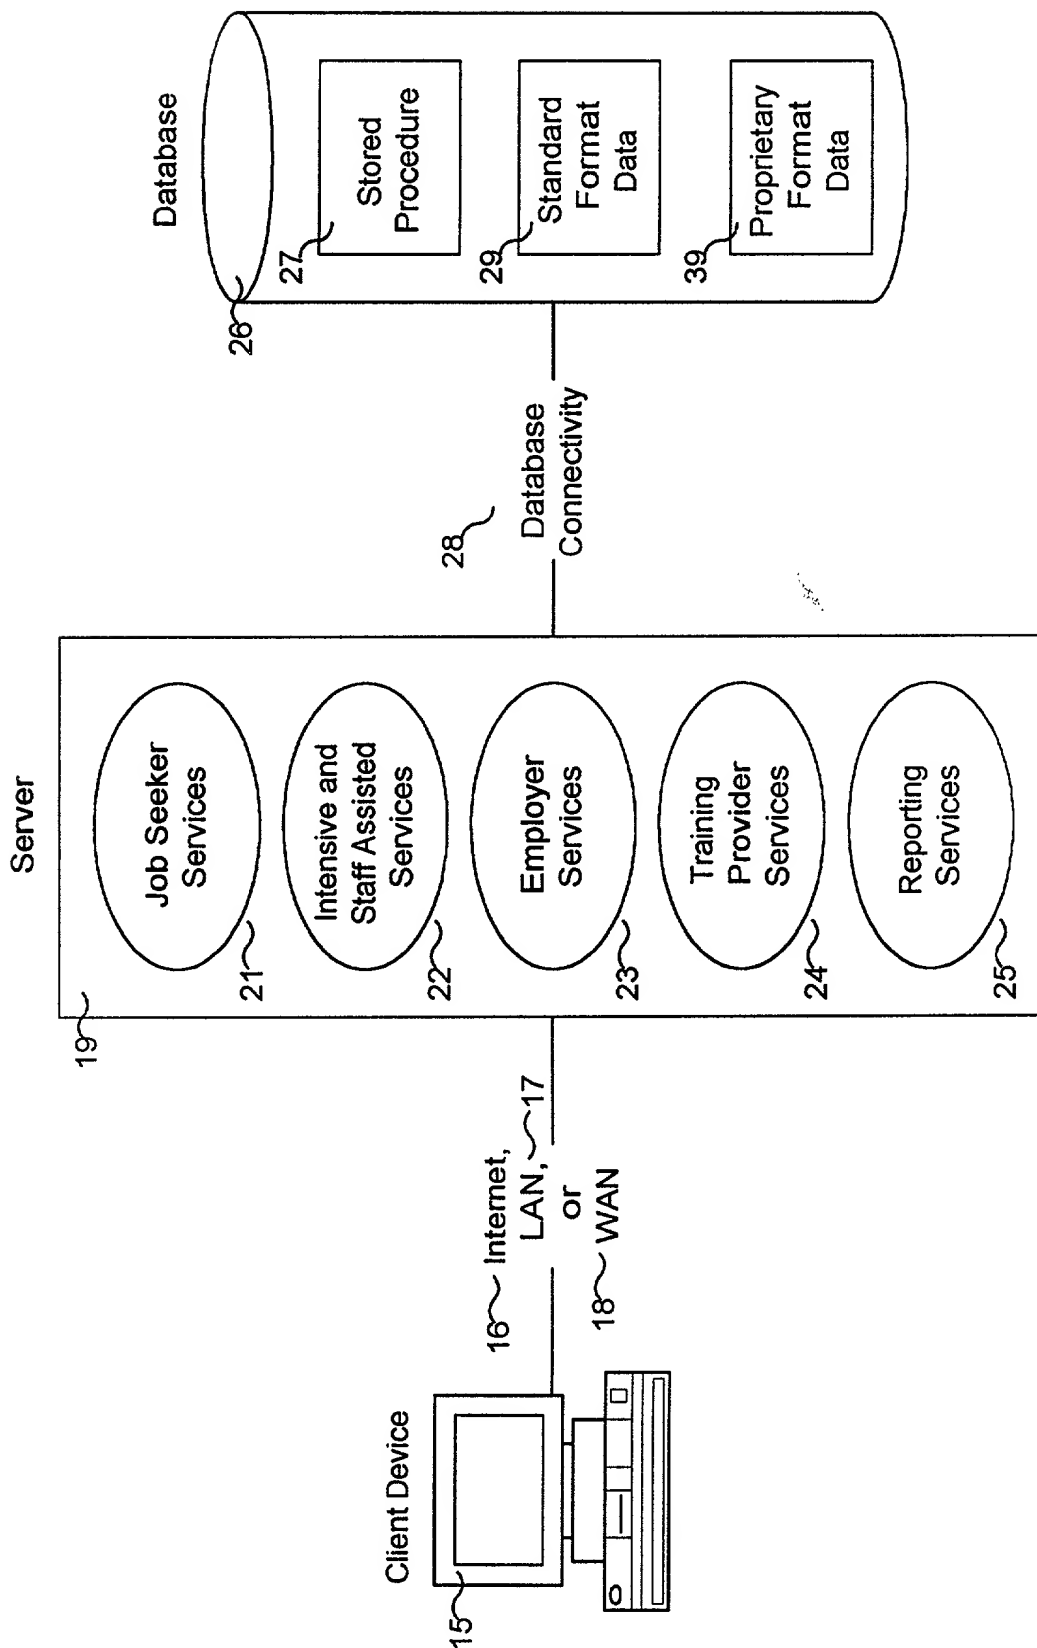 Client Device
15
16
Internet,
LAN,
17
or
18
WAN
Server
19
Job Seeker
Services
21
Intensive and
Staff Assisted
Services
22
Employer
Services
23
Training
Provider
Services
24
Reporting
Services
25
28
Database
Connectivity
Database
26
27
Stored
Procedure
29
Standard
Format
Data
39
Proprietary
Format
Data